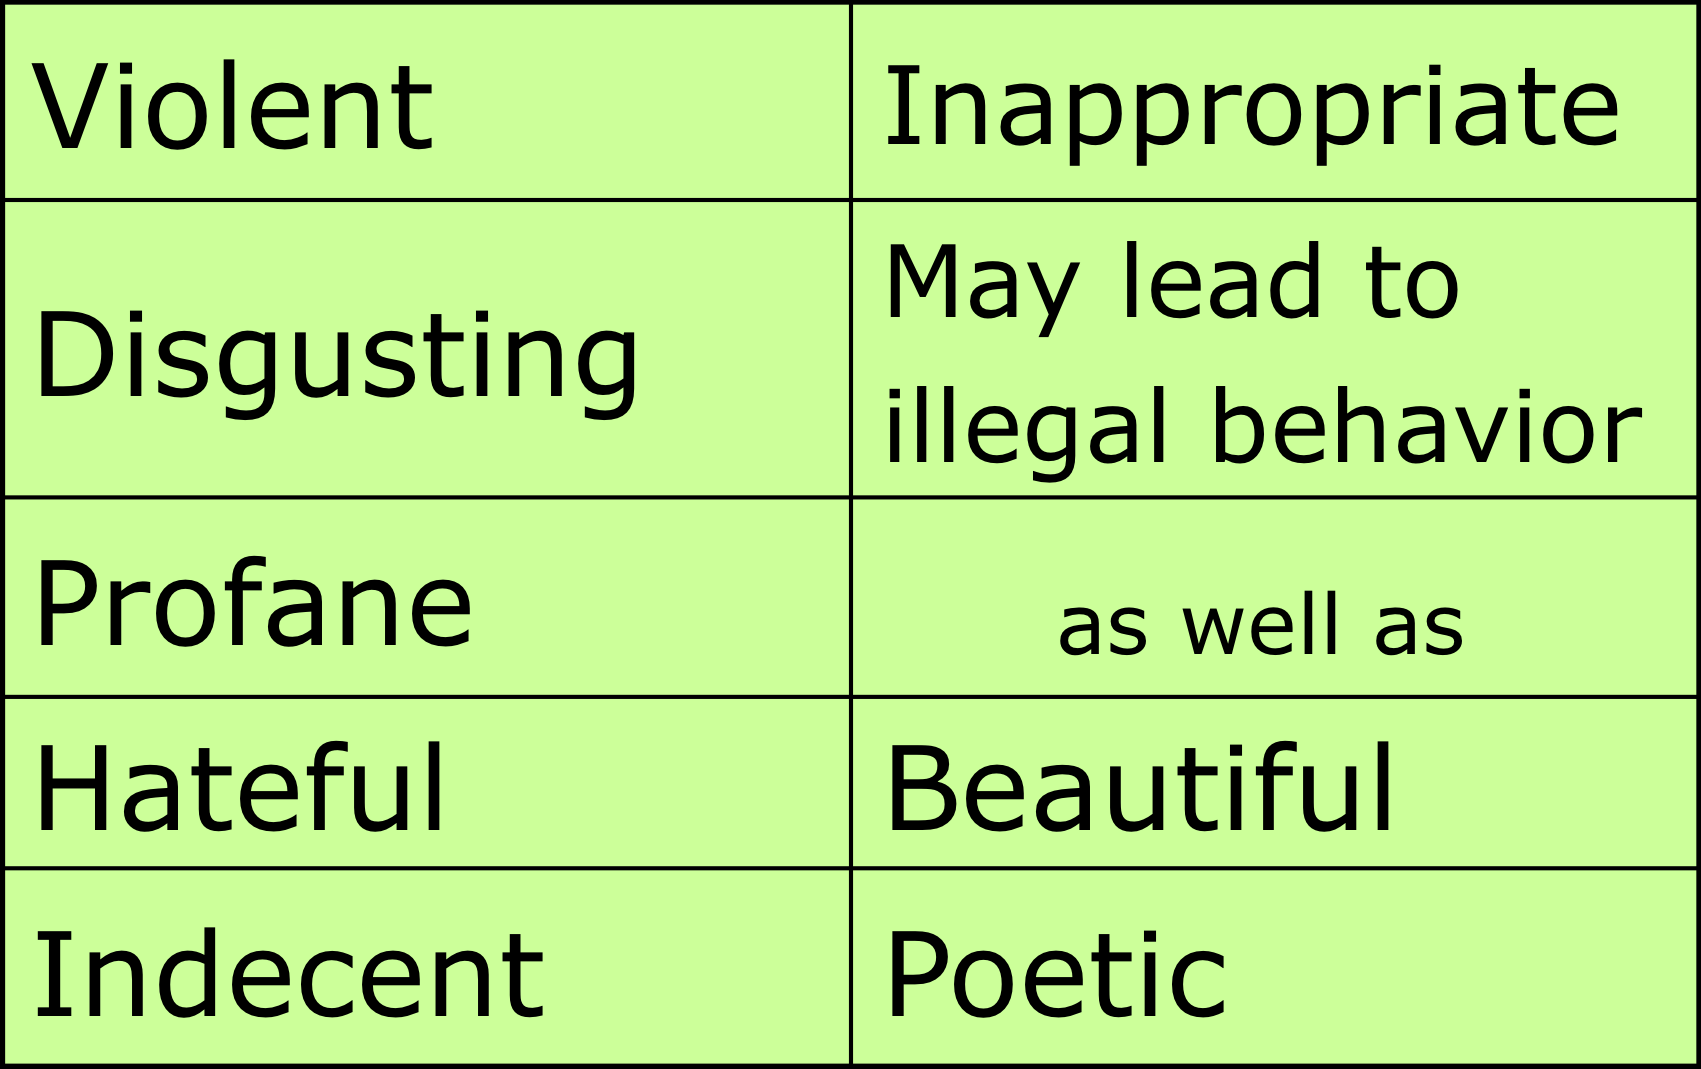 Violent
Inappropriate
Disgusting
May lead to
illegal behavior
Profane
as well as
Hateful
Beautiful
Indecent
Poetic